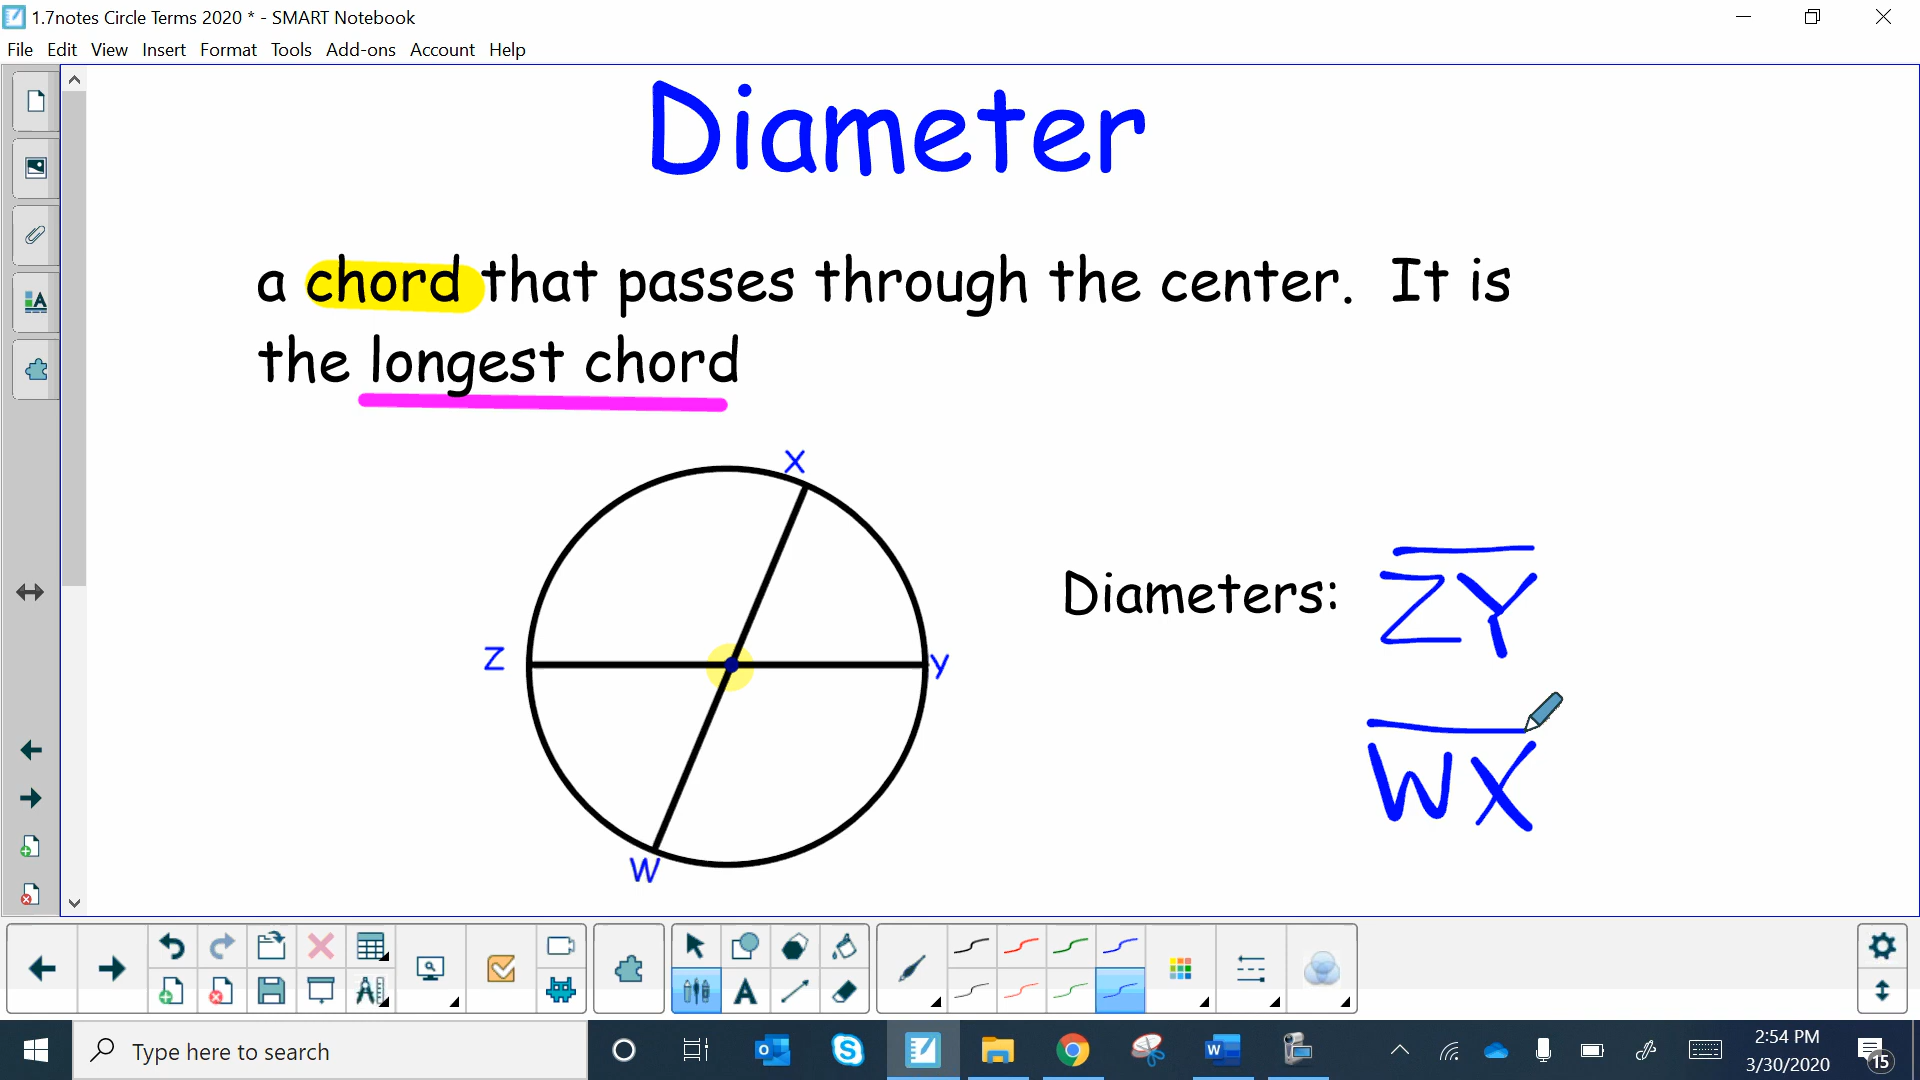 1.7notes Circle Terms 2020 * - SMART Notebook
File Edit View Insert Format Tools Add-ons Account Help
Diameter
a chord that passes through the center. It is
the longest chord
X
Diameters: ZY
Z
Y
WX
W
Type here to search
2:54 PM
3/30/2020
15